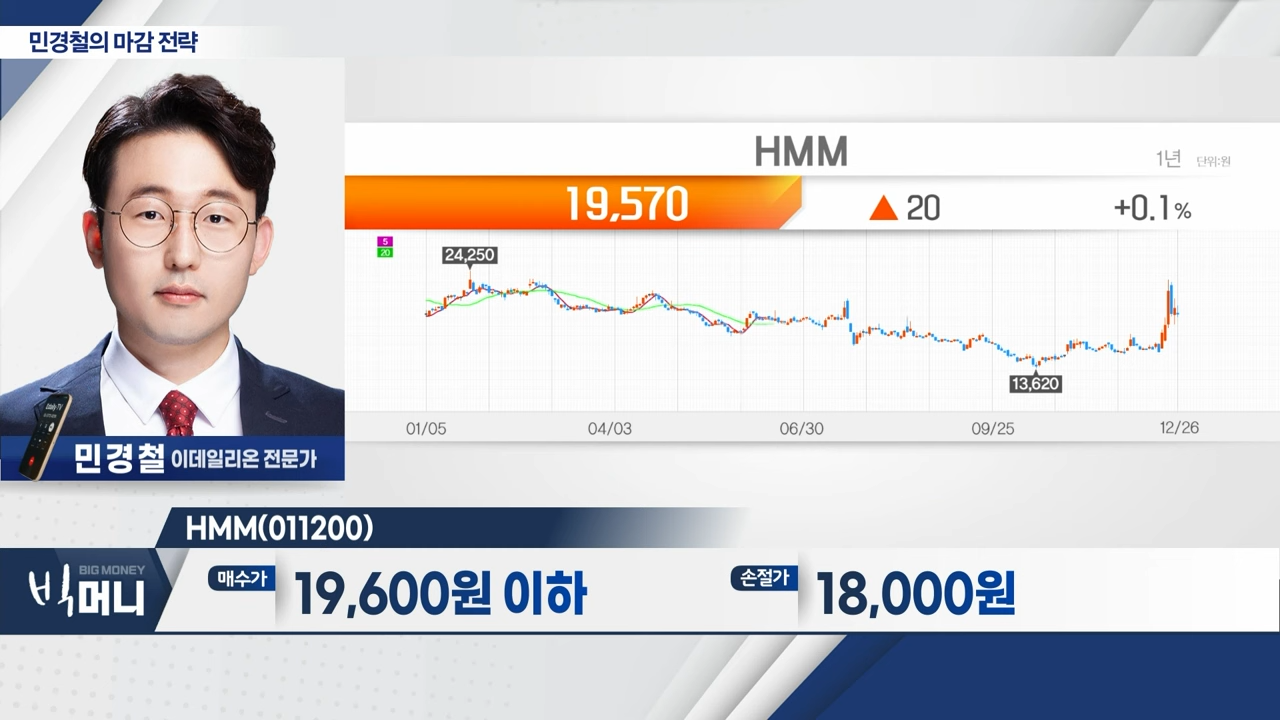 민경철의 마감 전략
HMM
1년 단위:원
19,570 ▲ 20 +0.1%
5
20
24,250
13,620
01/05 04/03 06/30 09/25 12/26
민경철 이데일리온 전문가
HMM(011200)
BIG MONEY
빅머니
매수가 19,600원 이하 손절가 18,000원